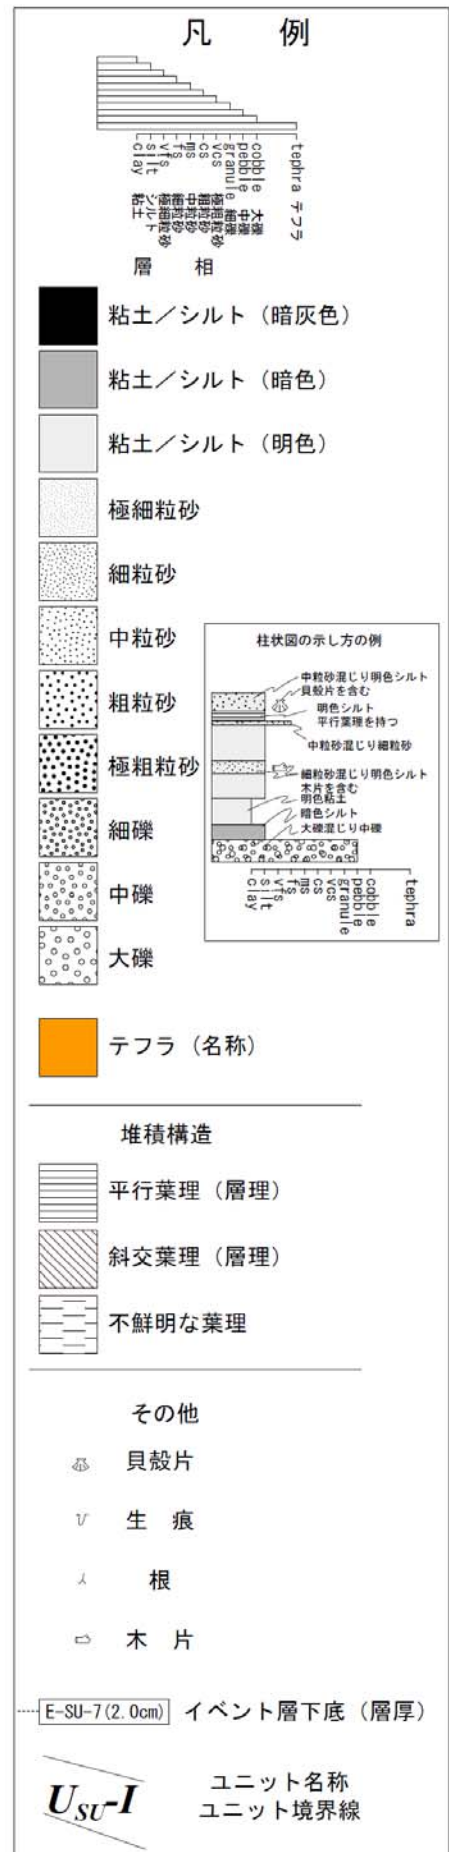 凡 例
clay 粘土
silt シルト
vfs 極細粒砂
fs 細粒砂
ms 中粒砂
cs 粗粒砂
vcs 極粗粒砂
granule 細礫
pebble 中礫
cobble 大礫
tephra テフラ
層 相
粘土／シルト（暗灰色）
粘土／シルト（暗色）
粘土／シルト（明色）
極細粒砂
細粒砂
中粒砂
粗粒砂
極粗粒砂
細礫
中礫
大礫
柱状図の示し方の例
中粒砂混じり明色シルト
貝殻片を含む
明色シルト
平行葉理を持つ
中粒砂混じり細粒砂
細粒砂混じり明色シルト
木片を含む
明色粘土
暗色シルト
大礫混じり中礫
clay
silt
vfs
fs
ms
cs
vcs
granule
pebble
cobble
tephra
テフラ（名称）
堆積構造
平行葉理（層理）
斜交葉理（層理）
不鮮明な葉理
その他
貝殻片
生 痕
根
木 片
E-SU-7(2.0cm) イベント層下底（層厚）
USU-I
ユニット名称
ユニット境界線